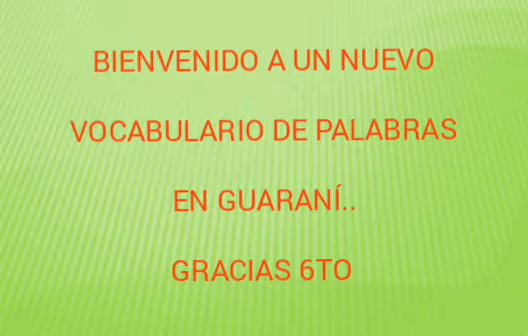 BIENVENIDO A UN NUEVO
VOCABULARIO DE PALABRAS
EN GUARANÍ..
GRACIAS 6TO